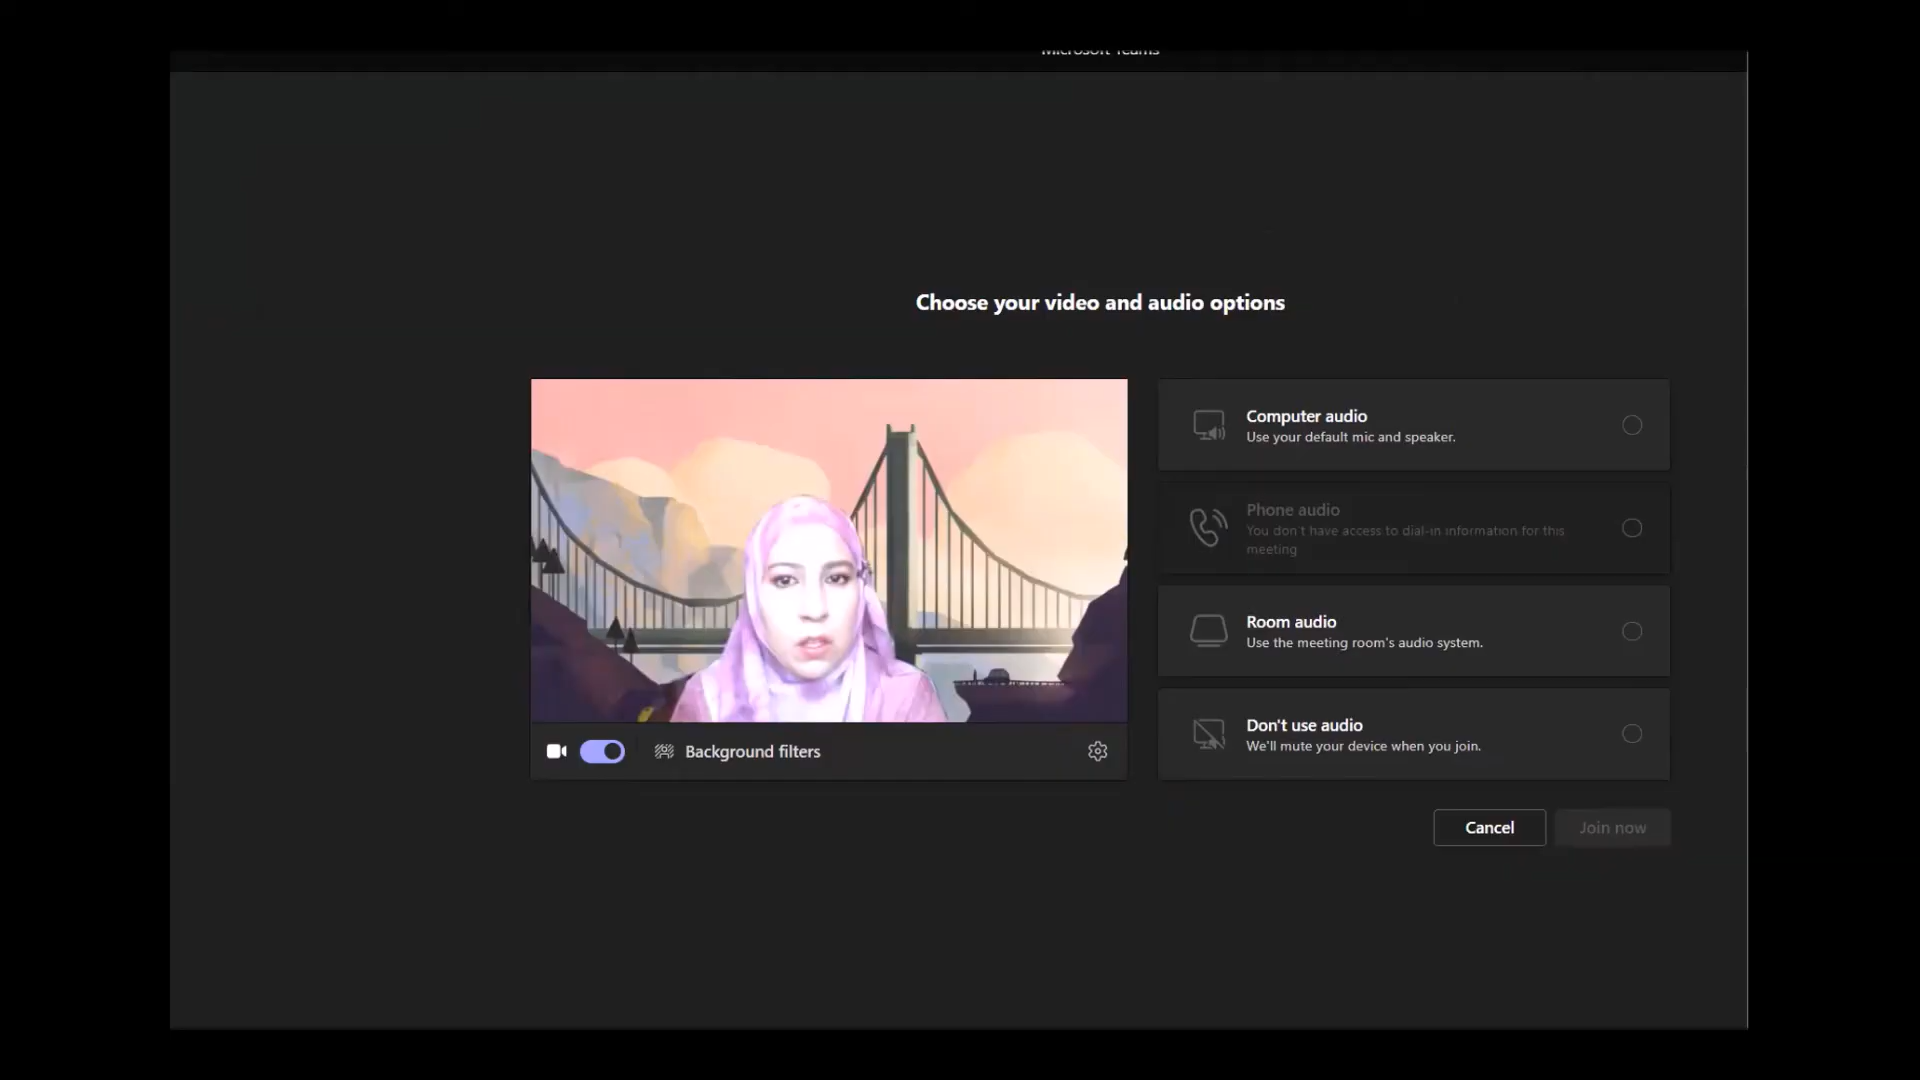 Microsoft Teams
Choose your video and audio options
Computer audio
Use your default mic and speaker.
Phone audio
You don't have access to dial-in information for this
meeting
Room audio
Use the meeting room's audio system.
Don't use audio
We'll mute your device when you join.
Background filters
Cancel
Join now